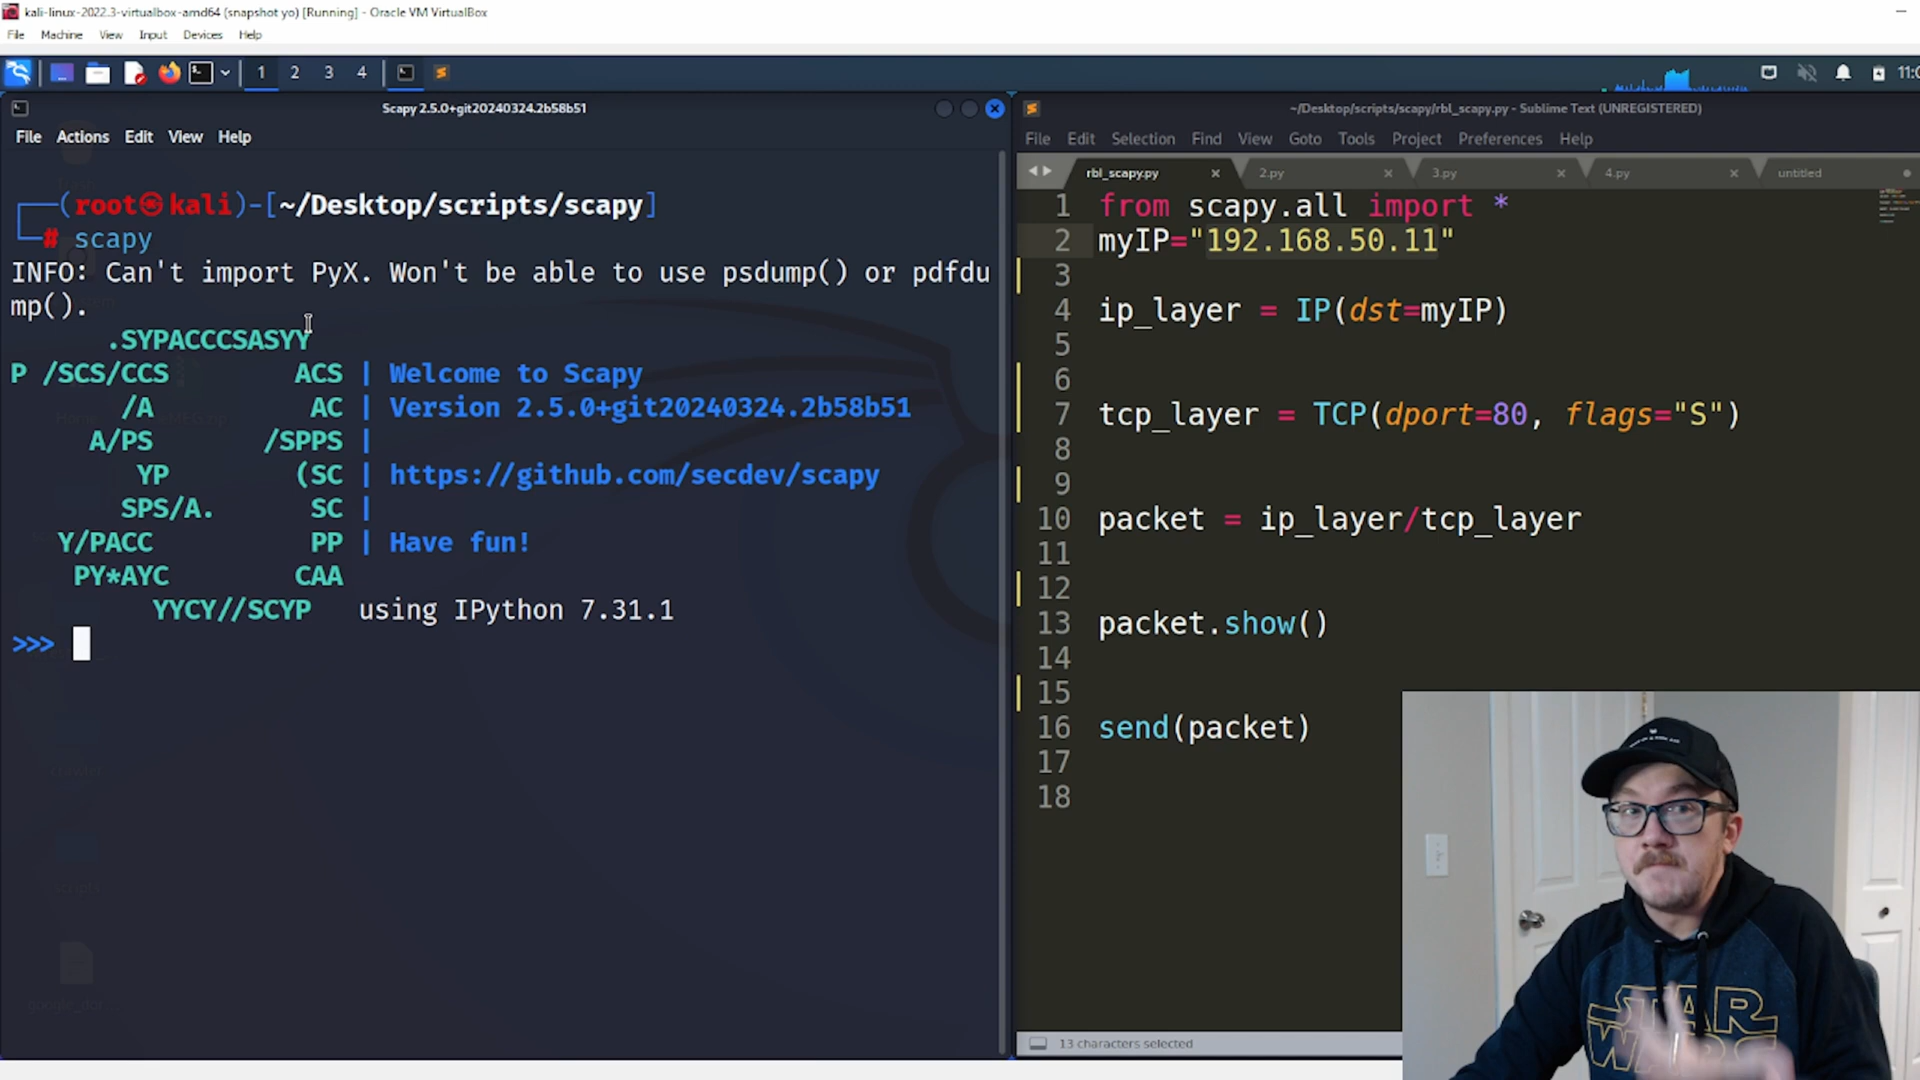 kali-linux-2022.3-virtualbox-amd64 (snapshot yo) [Running] - Oracle VM VirtualBox
File Machine View Input Devices Help
1 2 3 4
Scapy 2.5.0+git20240324.2b58b51
File Actions Edit View Help
(root㉿kali)-[~/Desktop/scripts/scapy]
# scapy
INFO: Can't import PyX. Won't be able to use psdump() or pdfdu
mp().
.SYPACCCSASYY
P /SCS/CCS ACS | Welcome to Scapy
/A AC | Version 2.5.0+git20240324.2b58b51
A/PS /SPPS |
YP (SC | https://github.com/secdev/scapy
SPS/A. SC |
Y/PACC PP | Have fun!
PY*AYC CAA
YYCY//SCYP using IPython 7.31.1
>>>
~/Desktop/scripts/scapy/rbl_scapy.py - Sublime Text (UNREGISTERED)
File Edit Selection Find View Goto Tools Project Preferences Help
rbl_scapy.py 2.py 3.py 4.py untitled
1 from scapy.all import *
2 myIP="192.168.50.11"
3
4 ip_layer = IP(dst=myIP)
5
6
7 tcp_layer = TCP(dport=80, flags="S")
8
9
10 packet = ip_layer/tcp_layer
11
12
13 packet.show()
14
15
16 send(packet)
17
18
13 characters selected
STAR
WARS